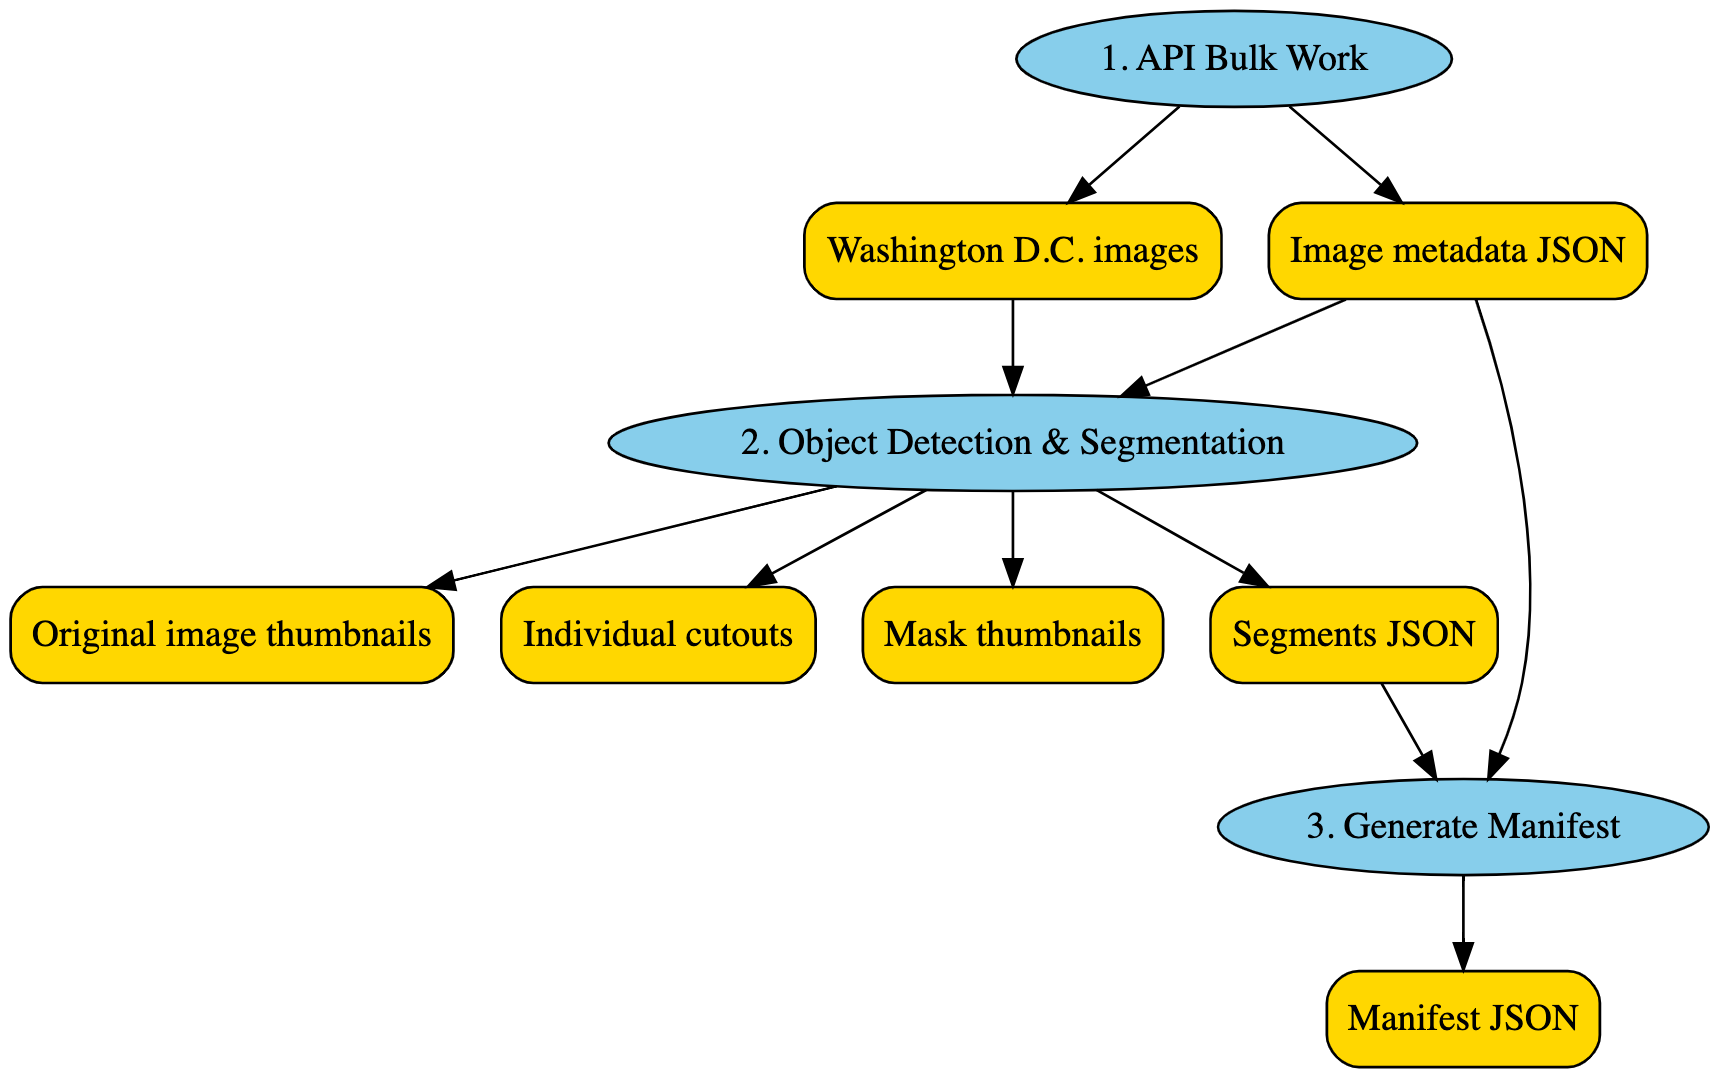 1. API Bulk Work
Washington D.C. images
Image metadata JSON
2. Object Detection & Segmentation
Original image thumbnails
Individual cutouts
Mask thumbnails
Segments JSON
3. Generate Manifest
Manifest JSON